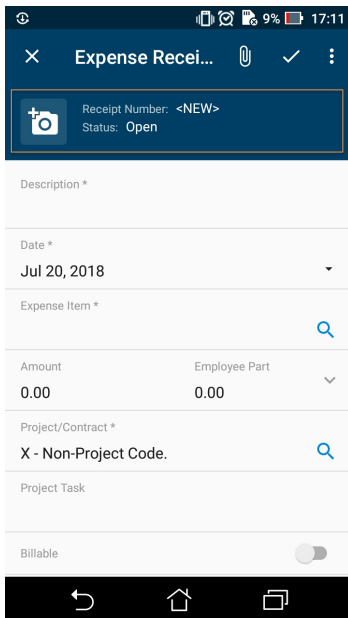 9% 17:11
Expense Recei...
Receipt Number: <NEW>
Status: Open
Description *
Date *
Jul 20, 2018
Expense Item *
Amount Employee Part
0.00 0.00
Project/Contract *
X - Non-Project Code.
Project Task
Billable